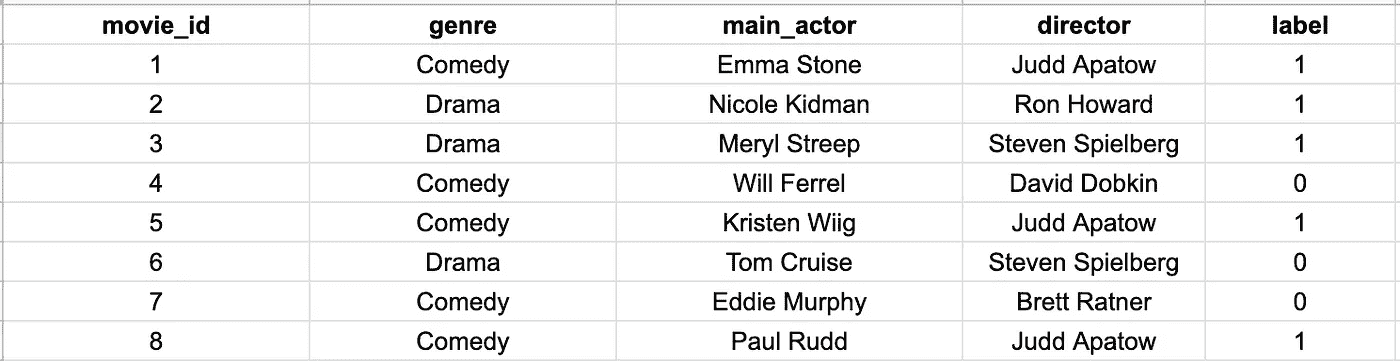 movie_id genre main_actor director label
1 Comedy Emma Stone Judd Apatow 1
2 Drama Nicole Kidman Ron Howard 1
3 Drama Meryl Streep Steven Spielberg 1
4 Comedy Will Ferrel David Dobkin 0
5 Comedy Kristen Wiig Judd Apatow 1
6 Drama Tom Cruise Steven Spielberg 0
7 Comedy Eddie Murphy Brett Ratner 0
8 Comedy Paul Rudd Judd Apatow 1